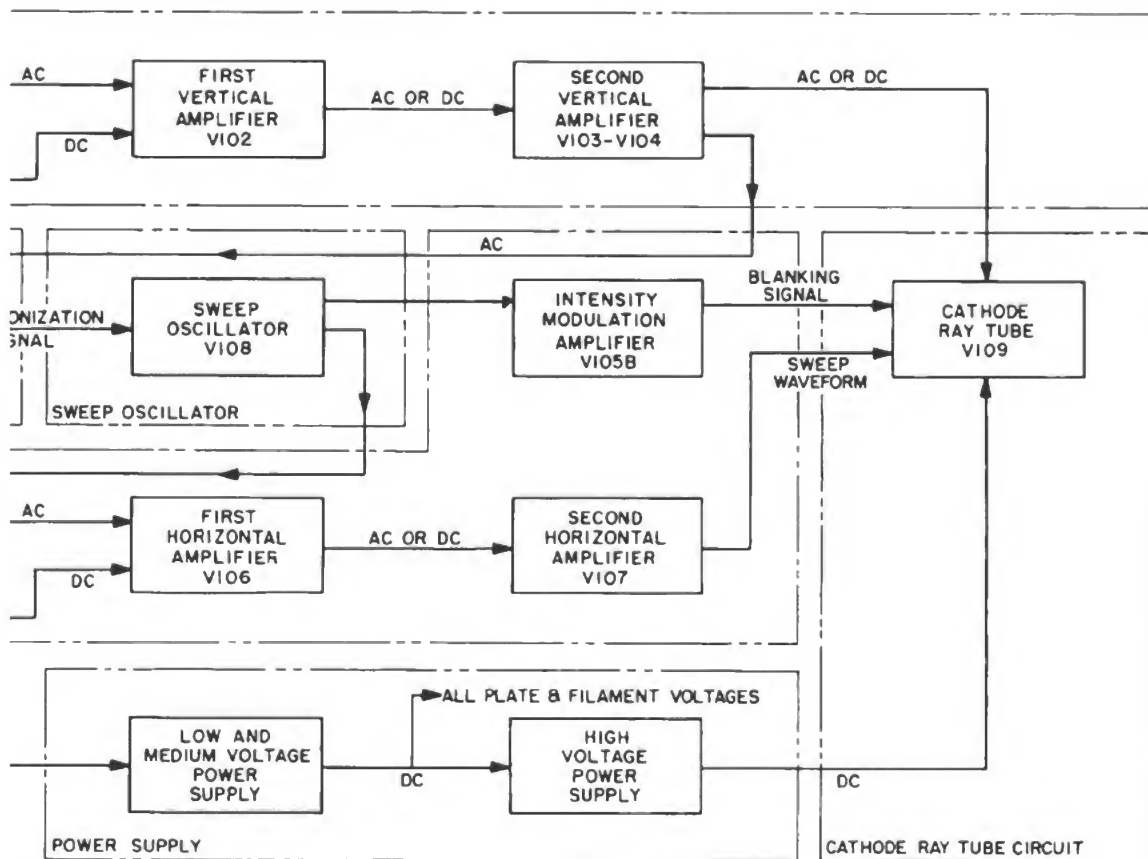 AC
FIRST
VERTICAL
AMPLIFIER
V102
DC
AC OR DC
SECOND
VERTICAL
AMPLIFIER
V103-V104
AC OR DC
AC
SWEEP
OSCILLATOR
V108
SWEEP OSCILLATOR
INTENSITY
MODULATION
AMPLIFIER
V105B
BLANKING
SIGNAL
SWEEP
WAVEFORM
CATHODE
RAY TUBE
V109
AC
DC
FIRST
HORIZONTAL
AMPLIFIER
V106
AC OR DC
SECOND
HORIZONTAL
AMPLIFIER
V107
ALL PLATE & FILAMENT VOLTAGES
LOW AND
MEDIUM VOLTAGE
POWER
SUPPLY
DC
HIGH
VOLTAGE
POWER
SUPPLY
DC
POWER SUPPLY
CATHODE RAY TUBE CIRCUIT